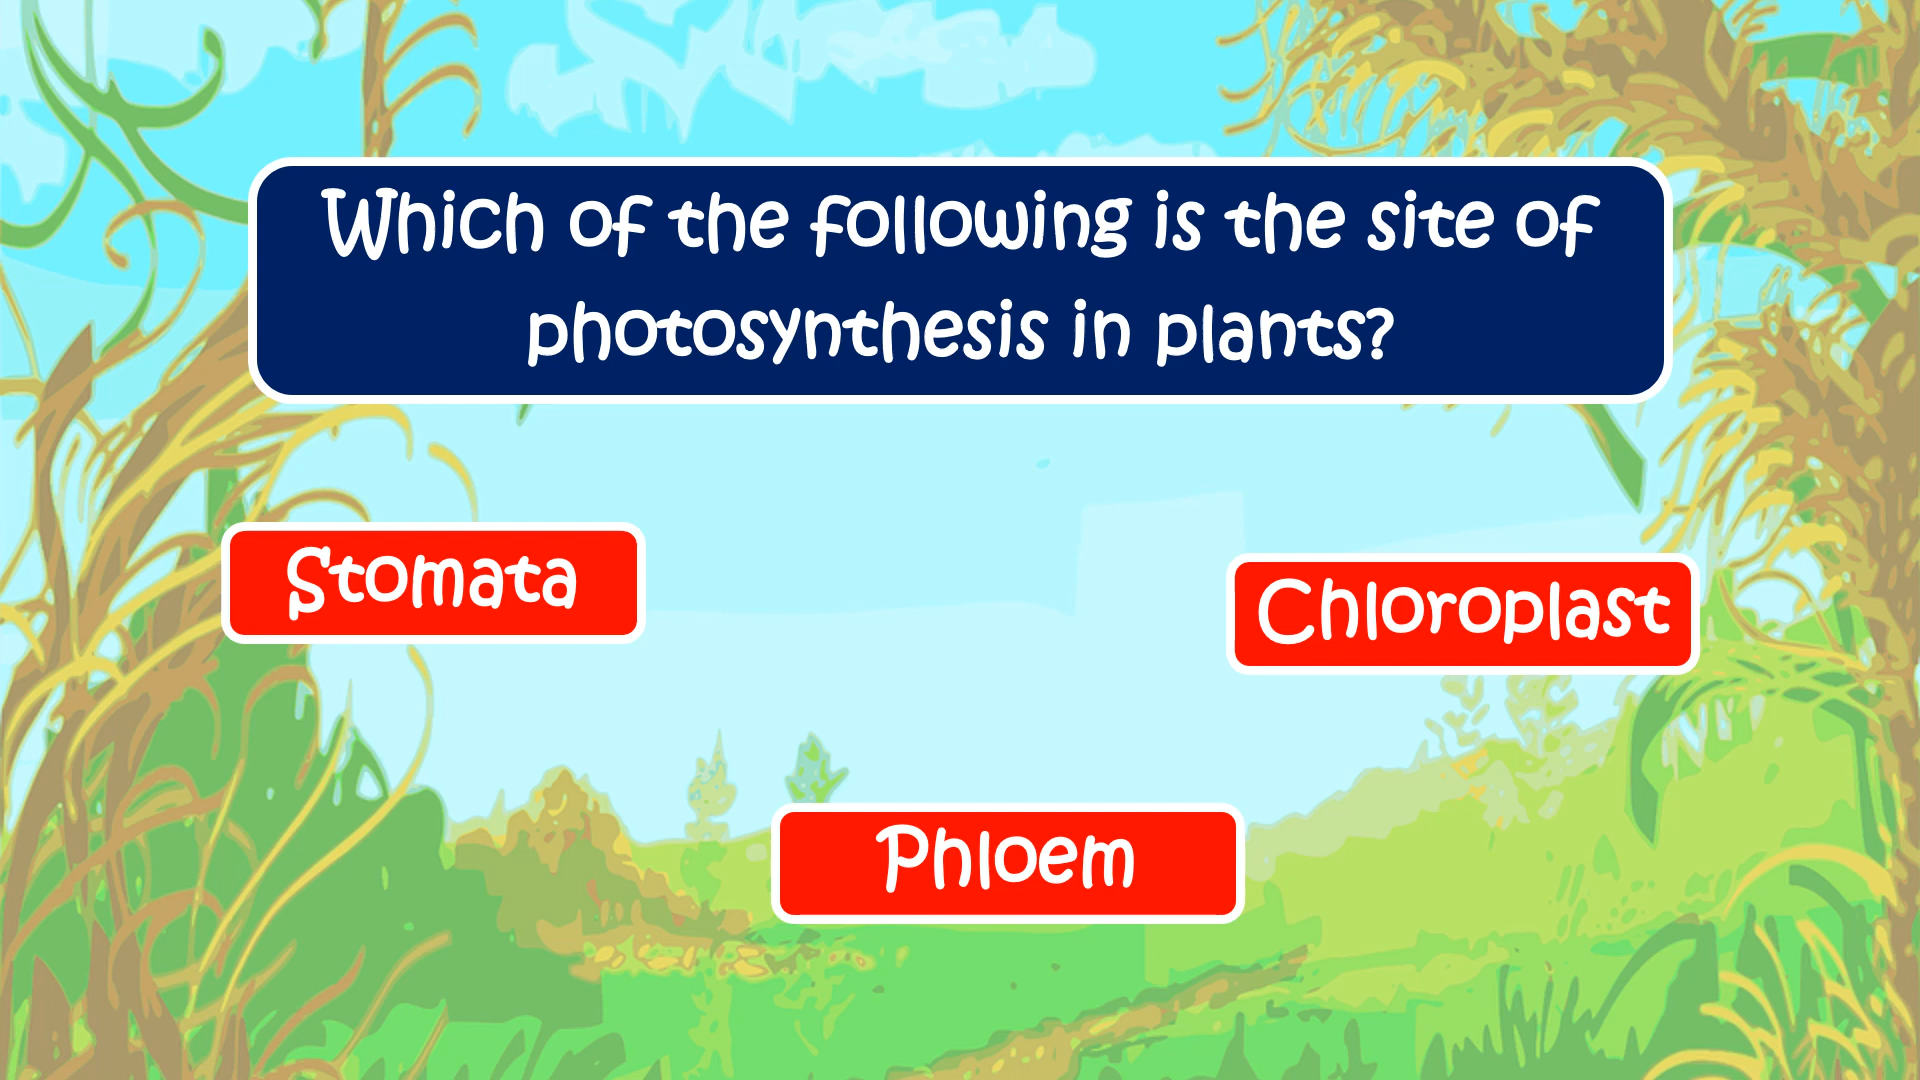 Which of the following is the site of
photosynthesis in plants?
Stomata
Chloroplast
Phloem